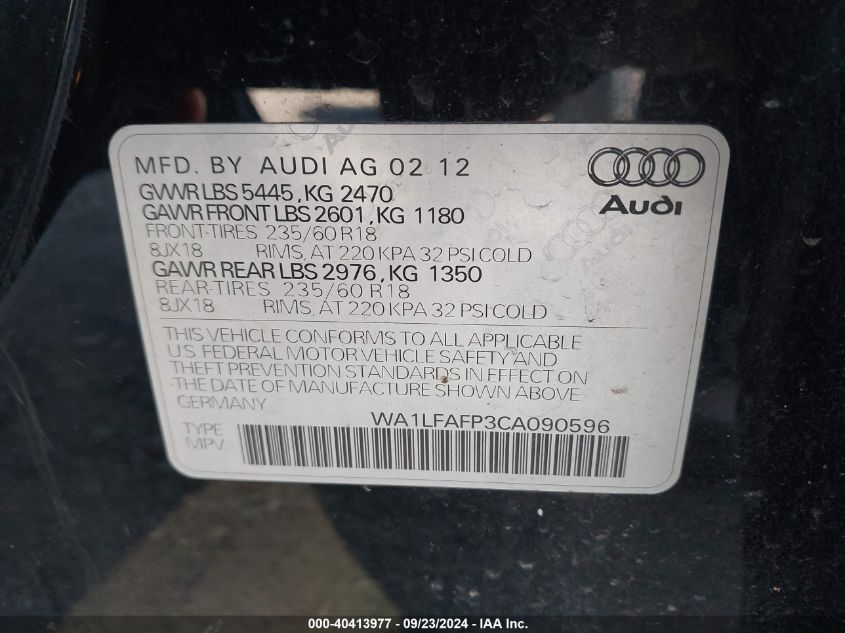 MFD. BY AUDI AG 02 12
GVWR LBS 5445, KG 2470
GAWR FRONT LBS 2601, KG 1180
FRONT-TIRES 235/60 R18
8JX18 RIMS, AT 220 KPA 32 PSI COLD
GAWR REAR LBS 2976, KG 1350
REAR-TIRES 235/60 R18
8JX18 RIMS, AT 220 KPA 32 PSI COLD
THIS VEHICLE CONFORMS TO ALL APPLICABLE
U.S. FEDERAL MOTOR VEHICLE SAFETY AND
THEFT PREVENTION STANDARDS IN EFFECT ON
THE DATE OF MANUFACTURE SHOWN ABOVE
GERMANY
WA1LFAFP3CA090596
TYPE
MPV
Audi
000-40413977 - 09/23/2024 - IAAI.COM